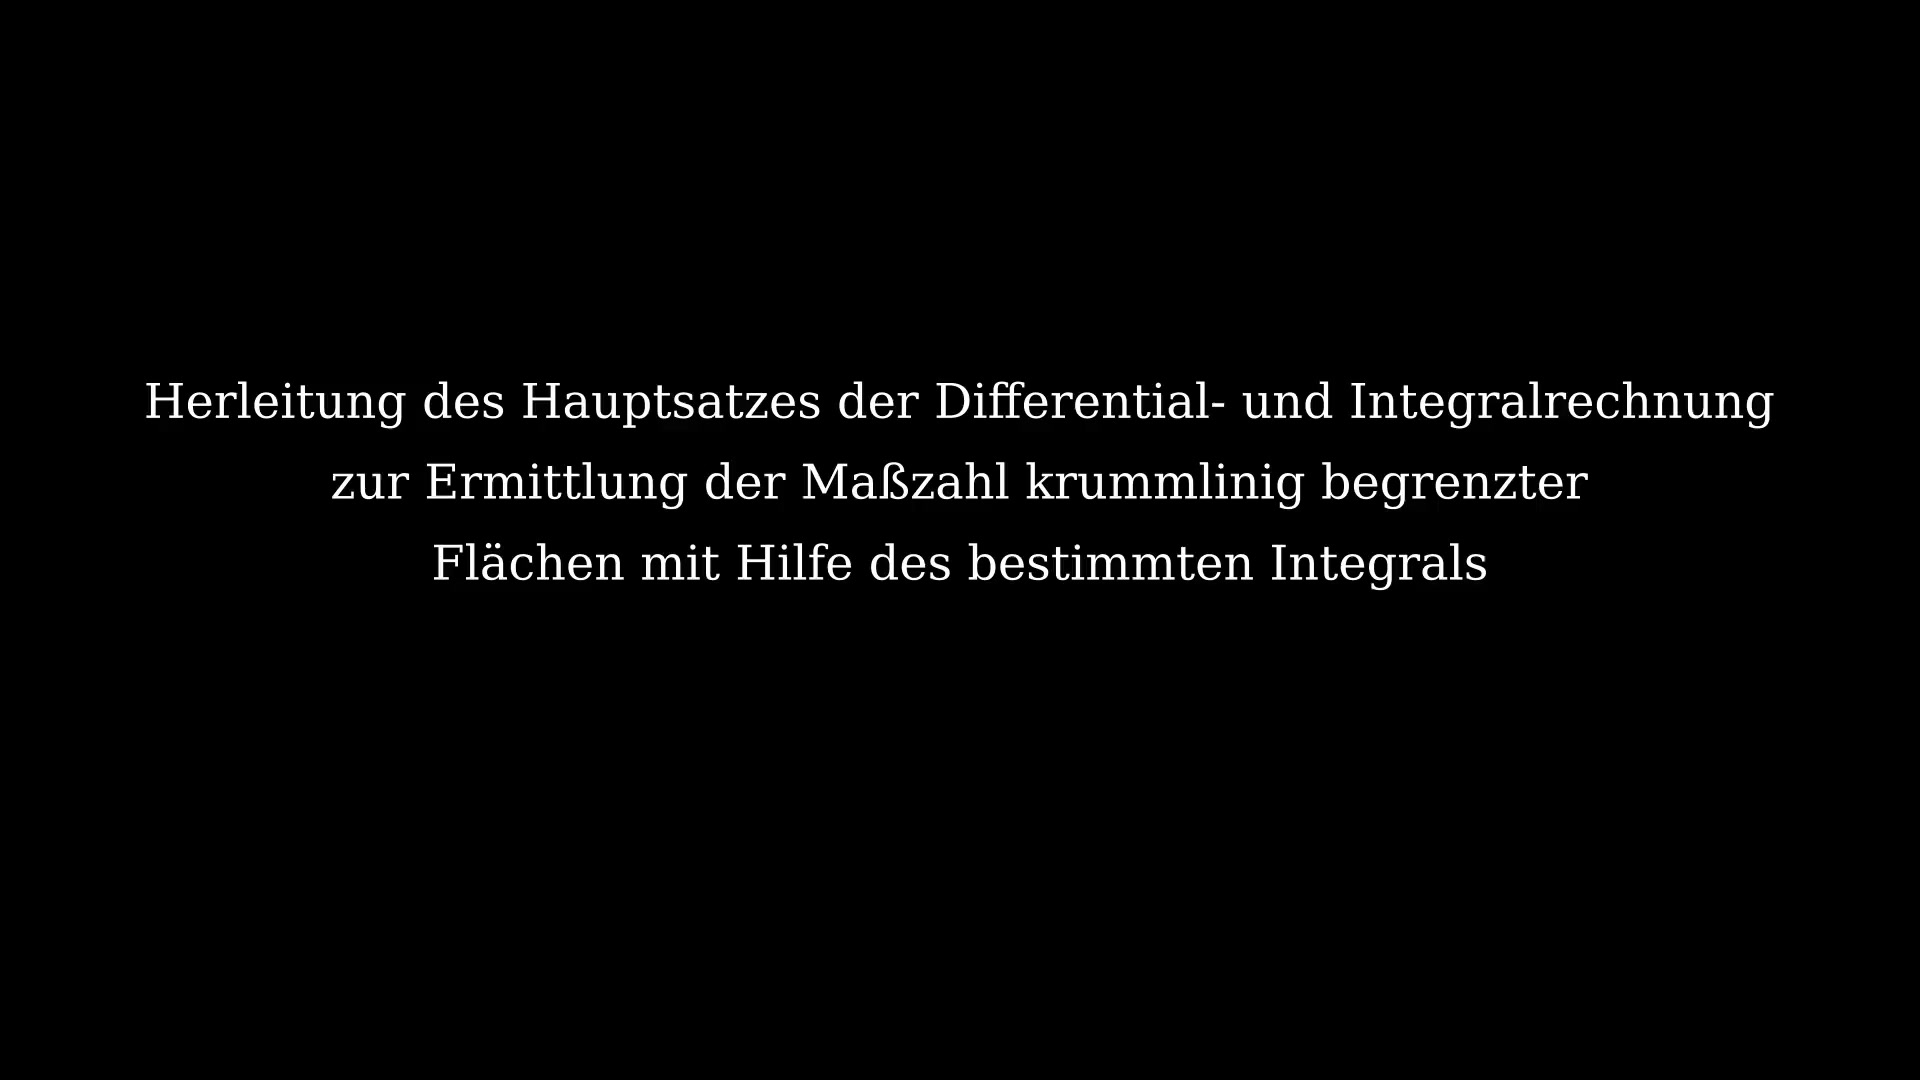 Herleitung des Hauptsatzes der Differential- und Integralrechnung
zur Ermittlung der Maßzahl krummlinig begrenzter
Flächen mit Hilfe des bestimmten Integrals